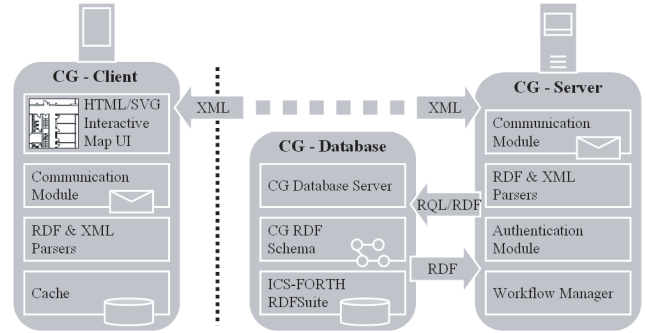 CG - Client
HTML/SVG
Interactive
Map UI
Communication
Module
RDF & XML
Parsers
Cache
XML
XML
CG - Database
CG Database Server
CG RDF
Schema
ICS-FORTH
RDFSuite
RQL/RDF
RDF
CG - Server
Communication
Module
RDF & XML
Parsers
Authentication
Module
Workflow Manager